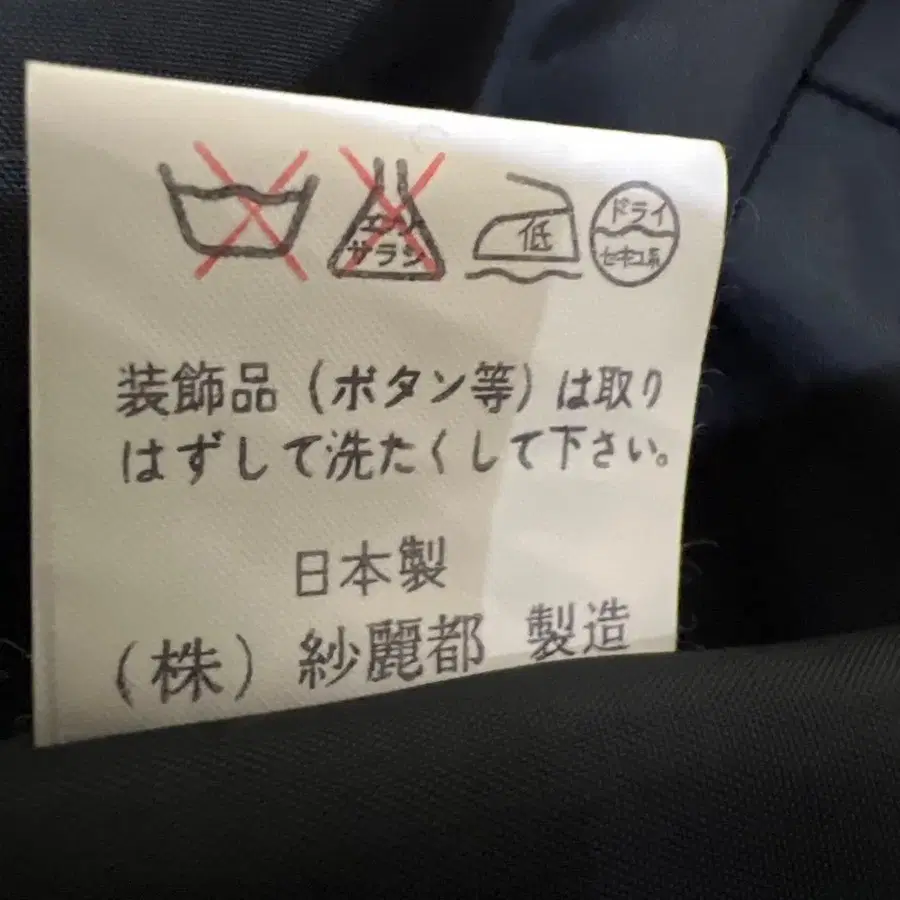 エンソ
サラシ
低
ドライ
セキユ系
装飾品（ボタン等）は取り
はずして洗たくして下さい。
日本製
（株）紗麗都 製造